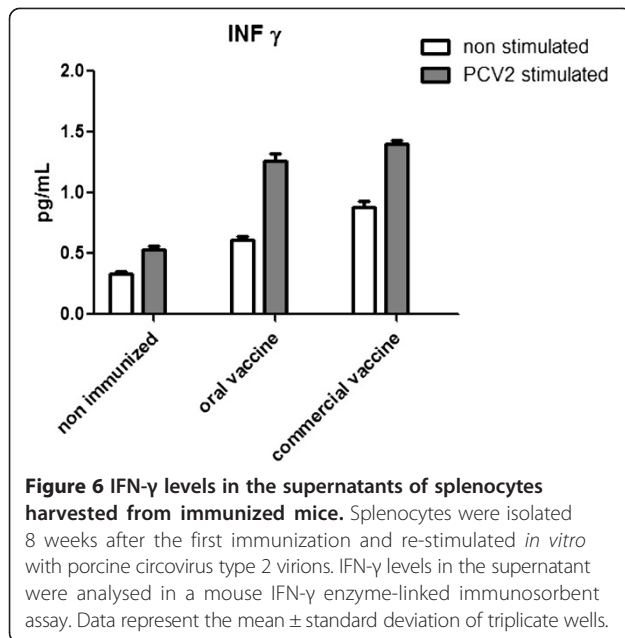 INF γ
non stimulated
PCV2 stimulated
2.0
1.5
1.0
0.5
0.0
pg/mL
non immunized
oral vaccine
commercial vaccine
Figure 6 IFN-γ levels in the supernatants of splenocytes
harvested from immunized mice. Splenocytes were isolated
8 weeks after the first immunization and re-stimulated in vitro
with porcine circovirus type 2 virions. IFN-γ levels in the supernatant
were analysed in a mouse IFN-γ enzyme-linked immunosorbent
assay. Data represent the mean ± standard deviation of triplicate wells.